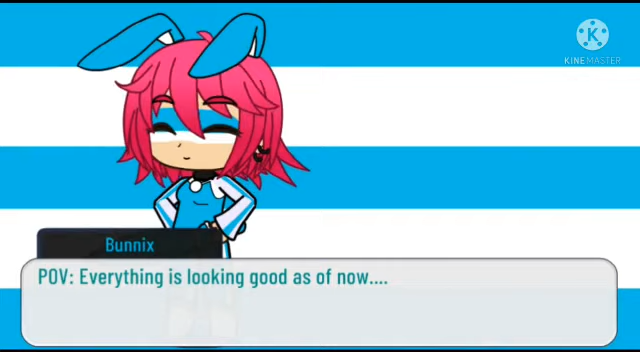 K
KINEMASTER
Bunnix
POV: Everything is looking good as of now....